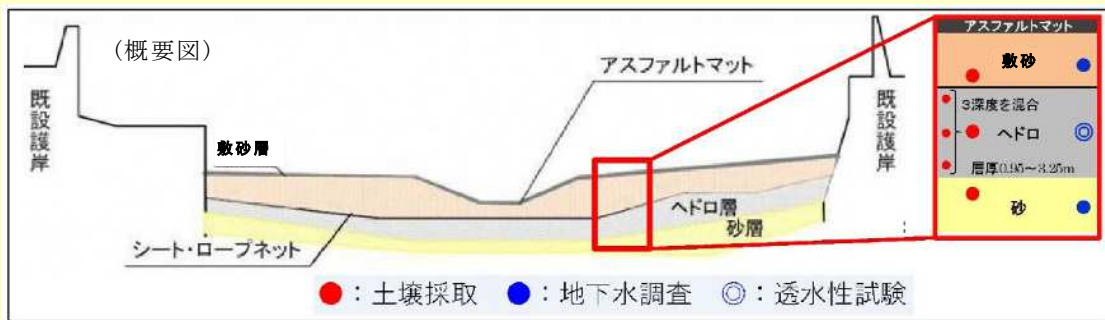 (概要図)
アスファルトマット
既設護岸
敷砂層
シート・ロープネット
ヘドロ層
砂層
既設護岸
アスファルトマット
敷砂
3深度を混合
ヘドロ
層厚0.95～3.25m
砂
●：土壌採取 ●：地下水調査 ◎：透水性試験